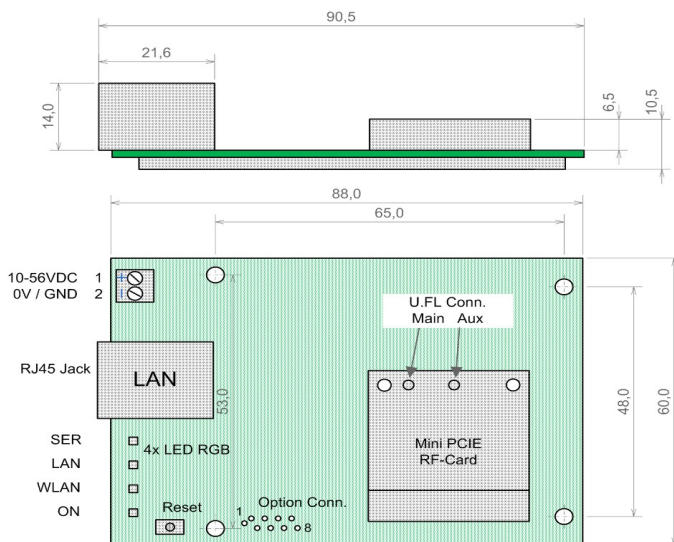 90,5
21,6
14,0
6,5
10,5
88,0
65,0
10-56VDC 1
0V / GND 2
U.FL Conn.
Main Aux
RJ45 Jack
LAN
53,0
48,0
60,0
Mini PCIE
RF-Card
SER
4x LED RGB
LAN
WLAN
ON
Reset
Option Conn.
1
8